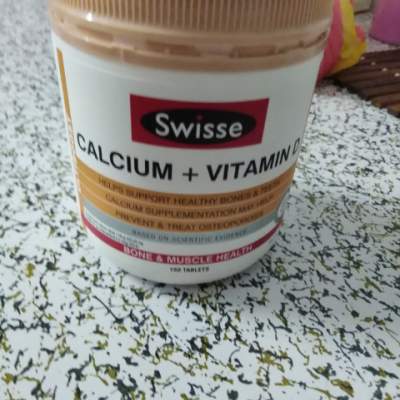 Swisse
CALCIUM + VITAMIN D
HELPS SUPPORT HEALTHY BONES & TEETH
CALCIUM SUPPLEMENTATION MAY HELP
PREVENT & TREAT OSTEOPOROSIS
BASED ON SCIENTIFIC EVIDENCE
BONE & MUSCLE HEALTH
150 TABLETS